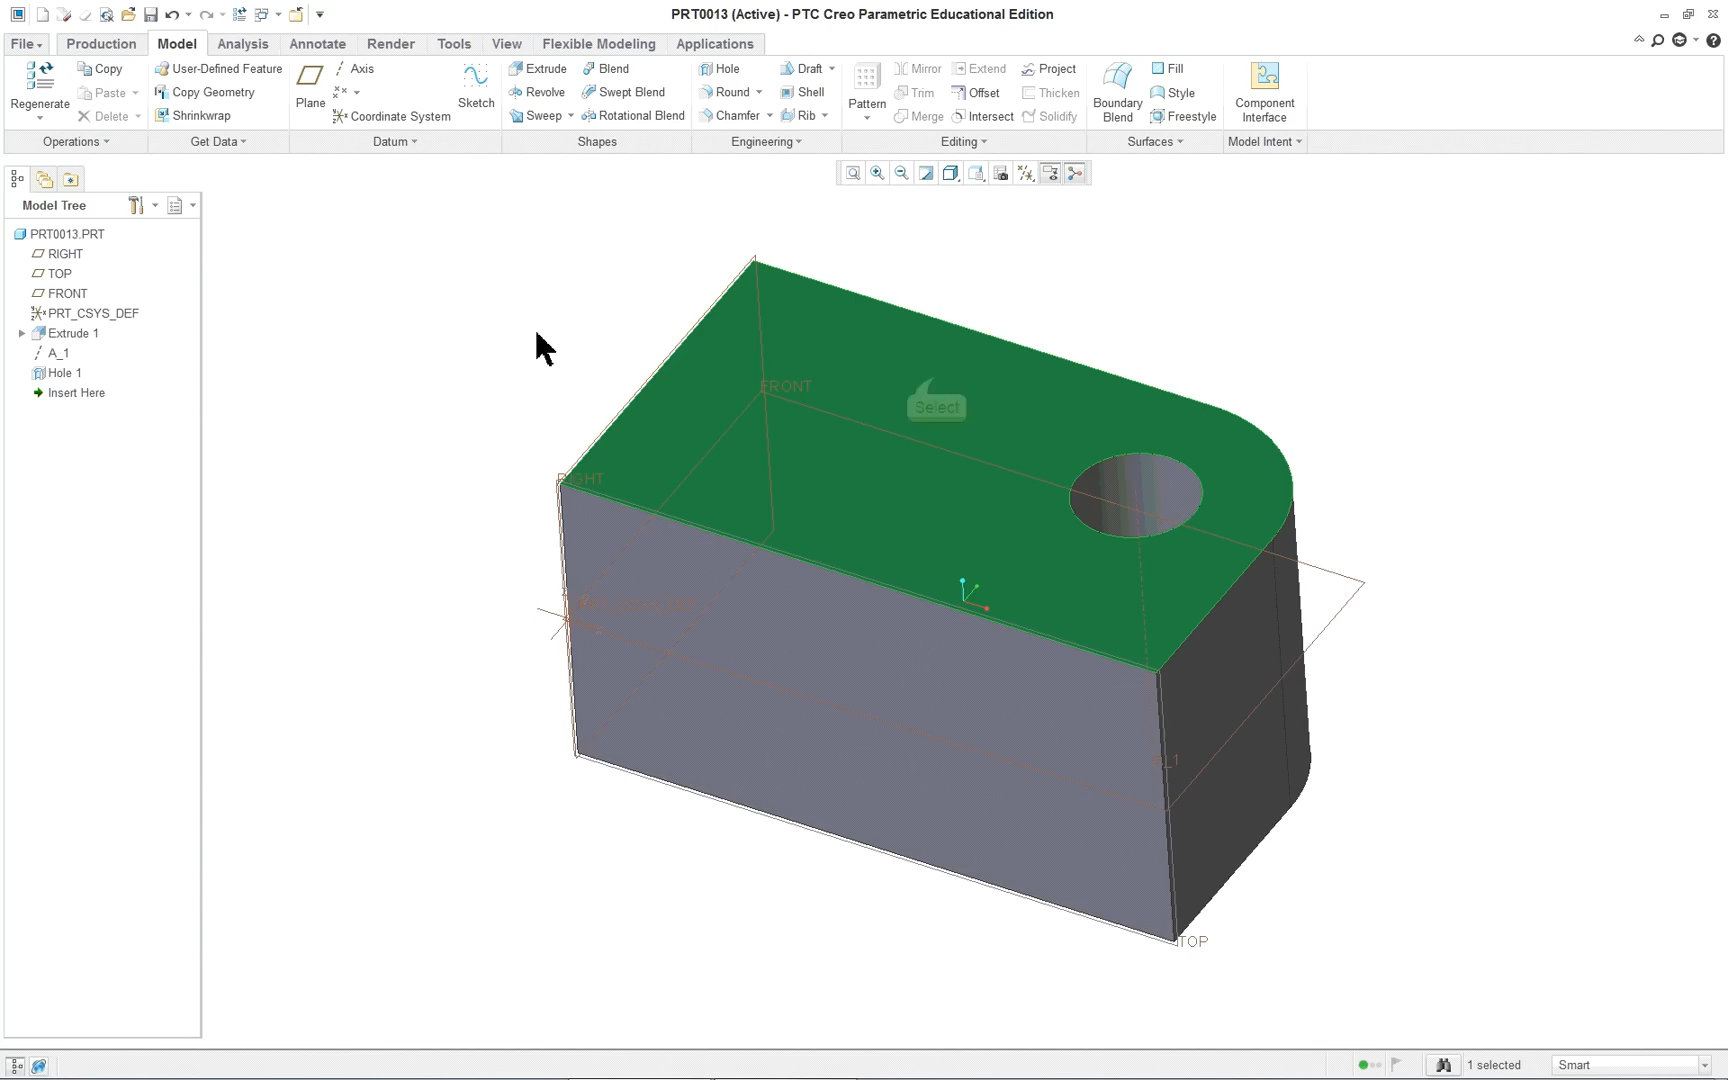 PRT0013 (Active) - PTC Creo Parametric Educational Edition
File Production Model Analysis Annotate Render Tools View Flexible Modeling Applications
Regenerate
Copy
Paste
Delete
Operations
User-Defined Feature
Copy Geometry
Shrinkwrap
Get Data
Plane
Axis
Coordinate System
Sketch
Datum
Extrude
Revolve
Sweep
Blend
Swept Blend
Rotational Blend
Shapes
Hole
Round
Chamfer
Draft
Shell
Rib
Engineering
Pattern
Mirror
Trim
Merge
Extend
Offset
Intersect
Project
Thicken
Solidify
Editing
Boundary
Blend
Fill
Style
Freestyle
Surfaces
Component
Interface
Model Intent
Model Tree
PRT0013.PRT
RIGHT
TOP
FRONT
PRT_CSYS_DEF
Extrude 1
A_1
Hole 1
Insert Here
FRONT
Select
RIGHT
TOP
1 selected
Smart